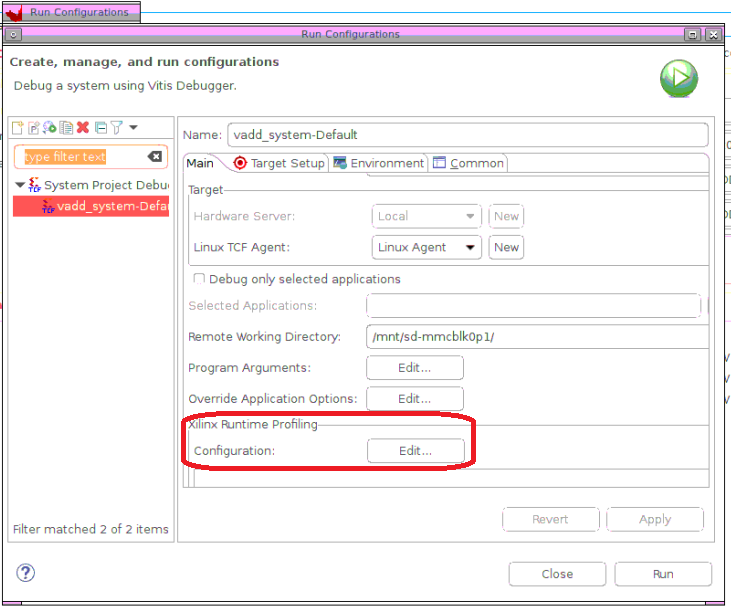 Run Configurations
Run Configurations
Create, manage, and run configurations
Debug a system using Vitis Debugger.
type filter text
System Project Debu
TCF vadd_system-Defau
Filter matched 2 of 2 items
Name: vadd_system-Default
Main Target Setup Environment Common
Target
Hardware Server: Local New
Linux TCF Agent: Linux Agent New
Debug only selected applications
Selected Applications:
Remote Working Directory: /mnt/sd-mmcblk0p1/
Program Arguments: Edit...
Override Application Options: Edit...
Xilinx Runtime Profiling
Configuration: Edit...
Revert Apply
? Close Run